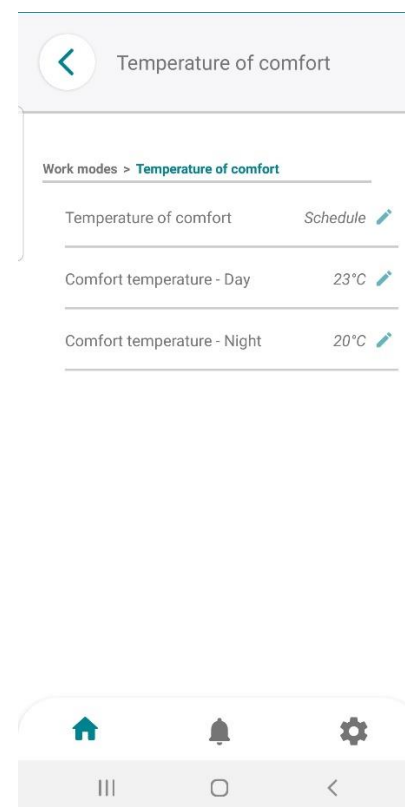 Temperature of comfort
Work modes > Temperature of comfort
Temperature of comfort Schedule
Comfort temperature - Day 23°C
Comfort temperature - Night 20°C